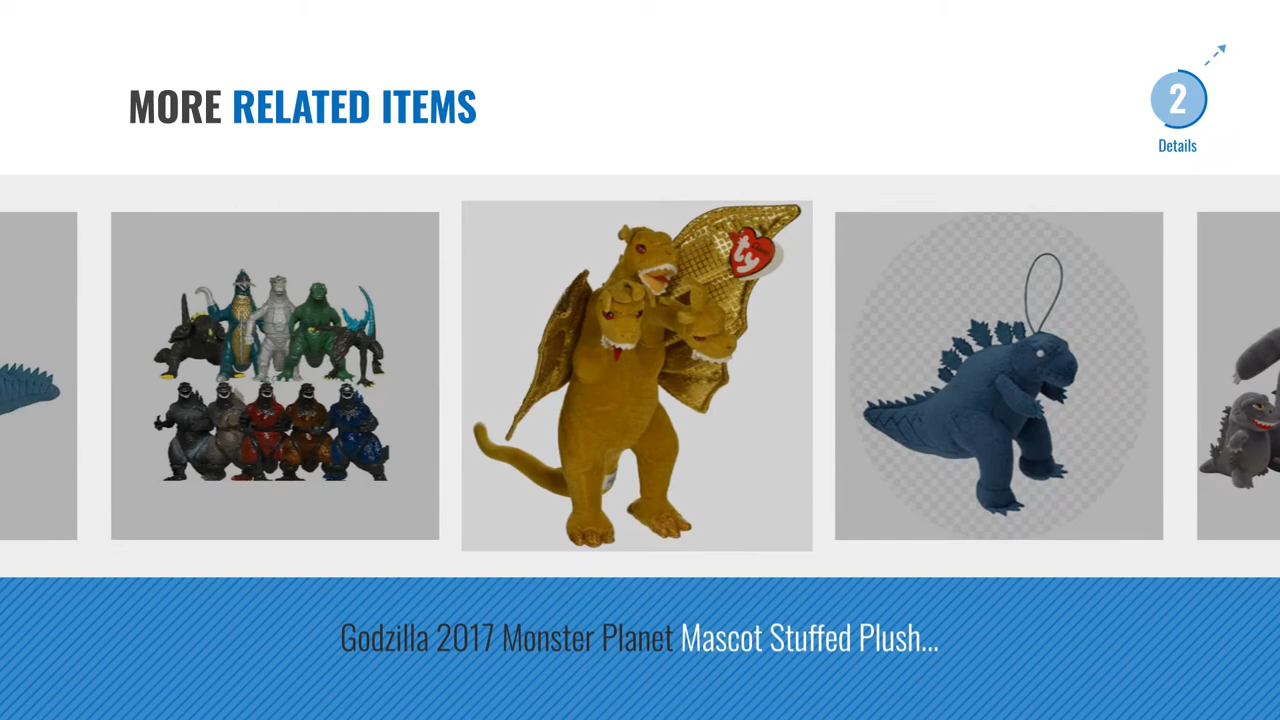 MORE RELATED ITEMS
2
Details
ty
Godzilla 2017 Monster Planet Mascot Stuffed Plush...